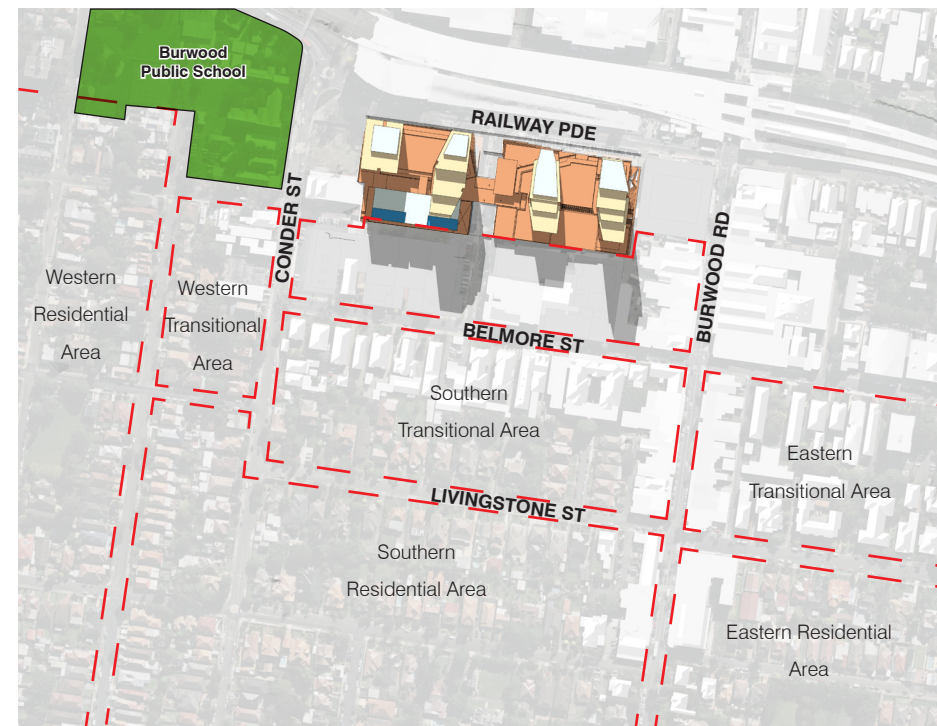 Burwood
Public School
RAILWAY PDE
CONDER ST
BURWOOD RD
Western
Residential
Area
Western
Transitional
Area
BELMORE ST
Southern
Transitional Area
Eastern
Transitional Area
LIVINGSTONE ST
Southern
Residential Area
Eastern Residential
Area